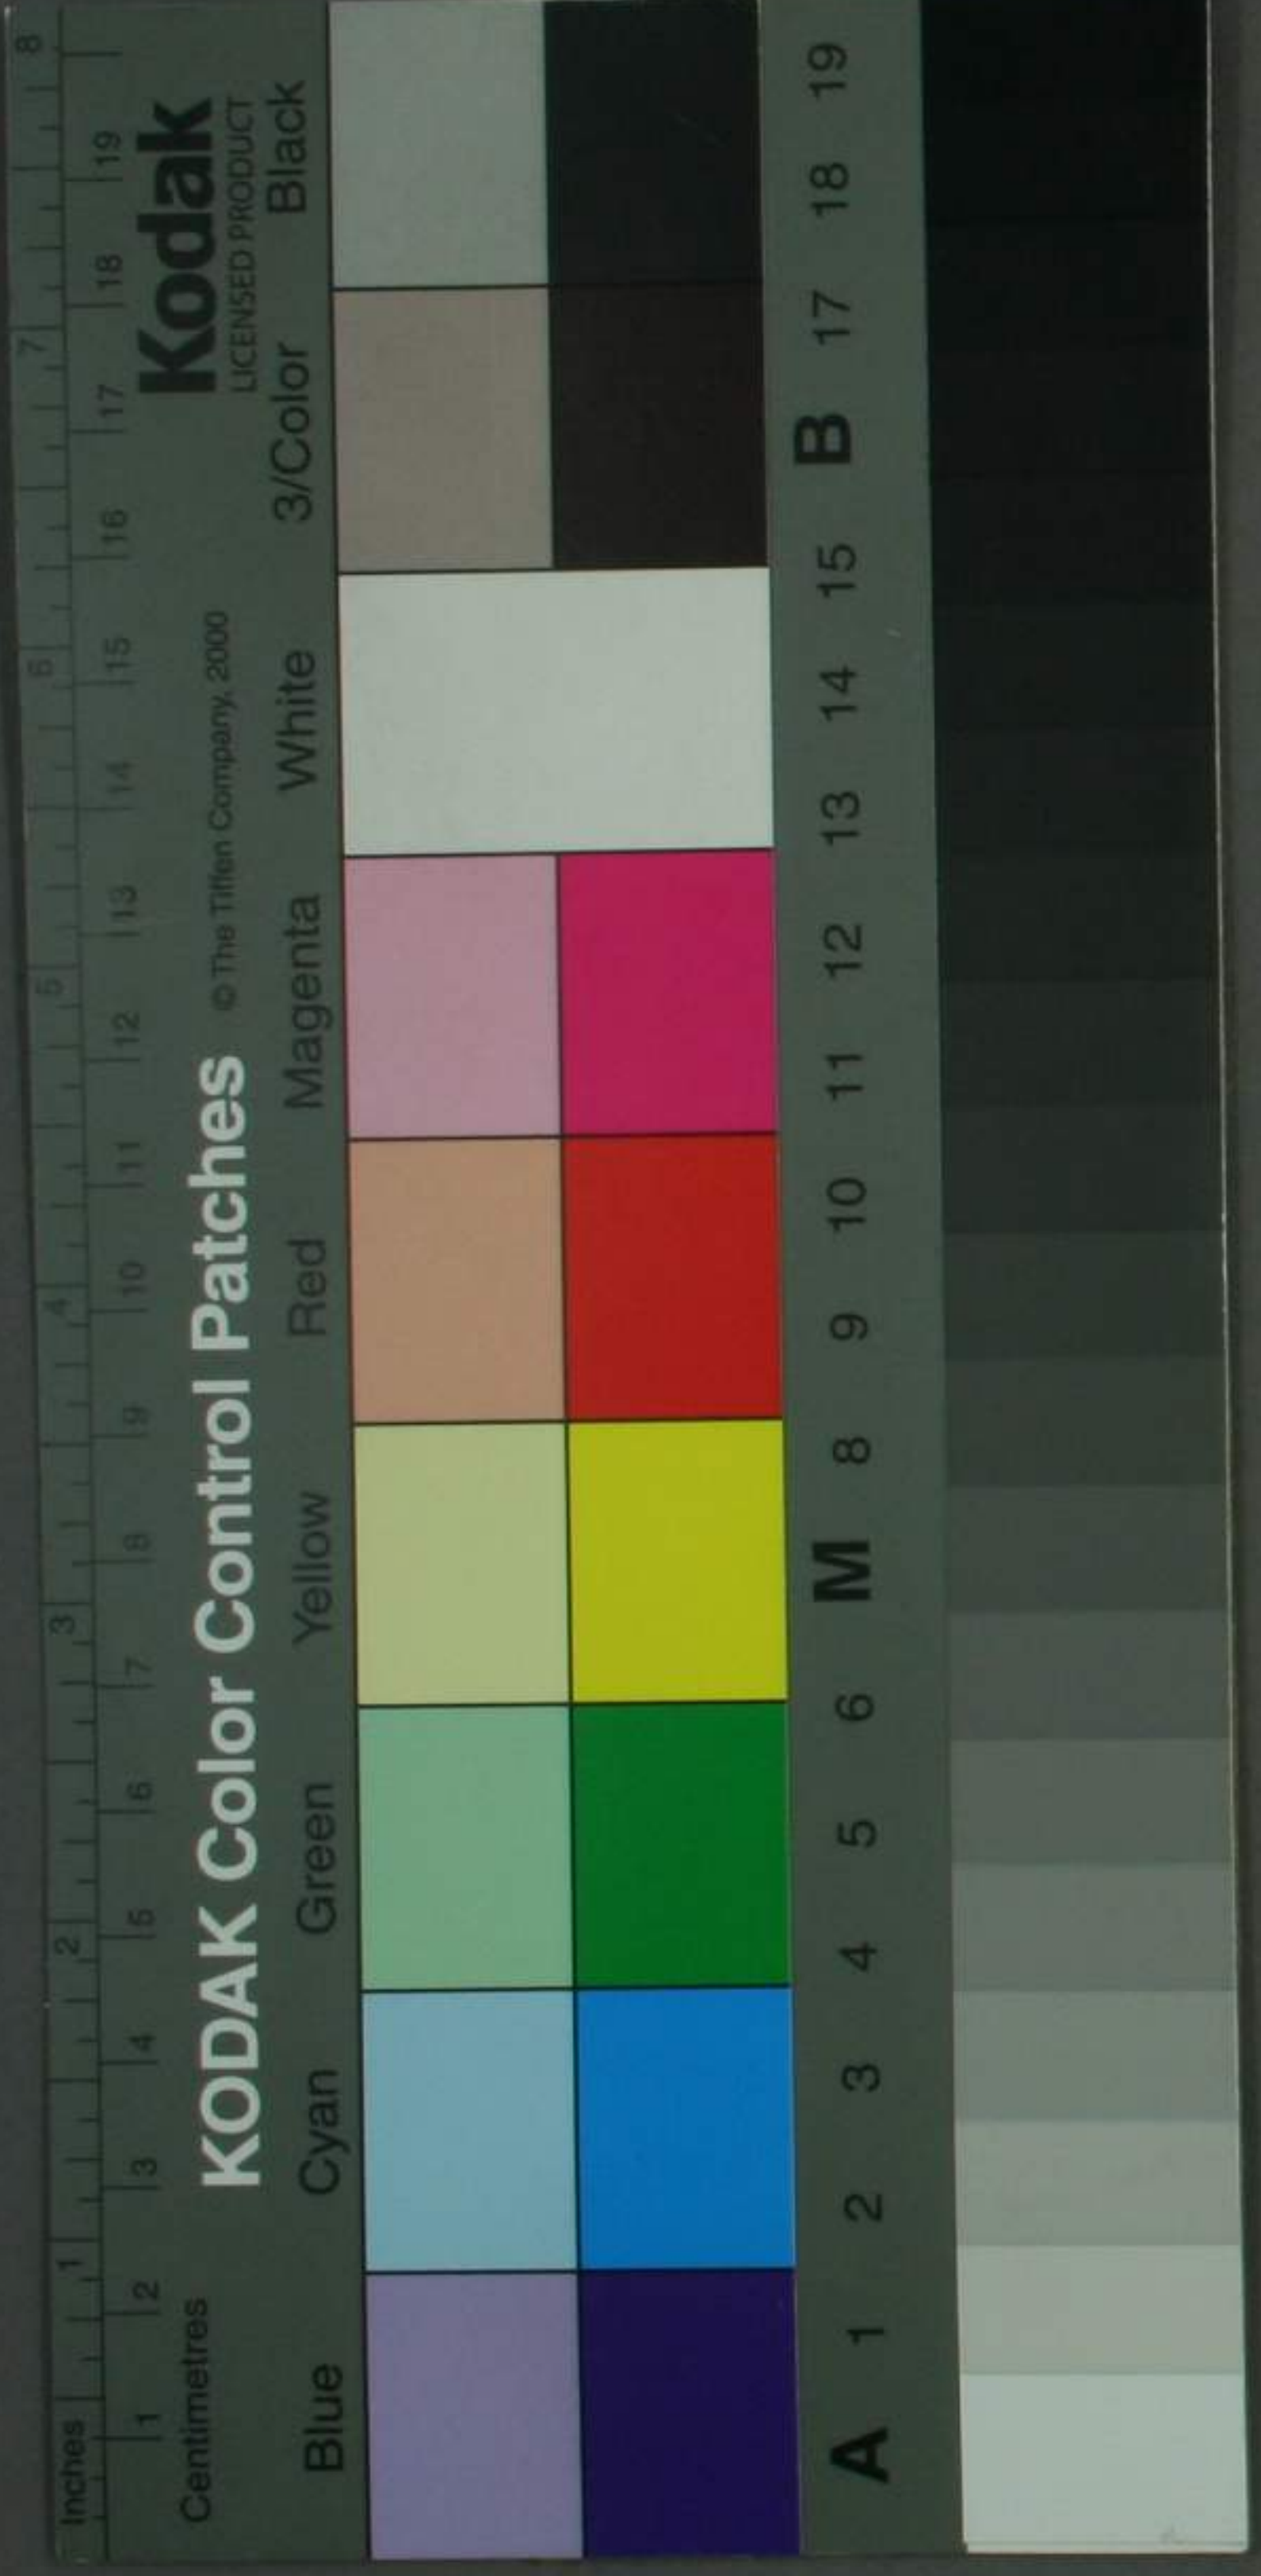 Inches 1 2 3 4 5 6 7 8
Centimetres 1 2 3 4 5 6 7 8 9 10 11 12 13 14 15 16 17 18 19
KODAK Color Control Patches © The Tiffen Company, 2000 Kodak
LICENSED PRODUCT
Blue Cyan Green Yellow Red Magenta White 3/Color Black
A 1 2 3 4 5 6 M 8 9 10 11 12 13 14 15 B 17 18 19